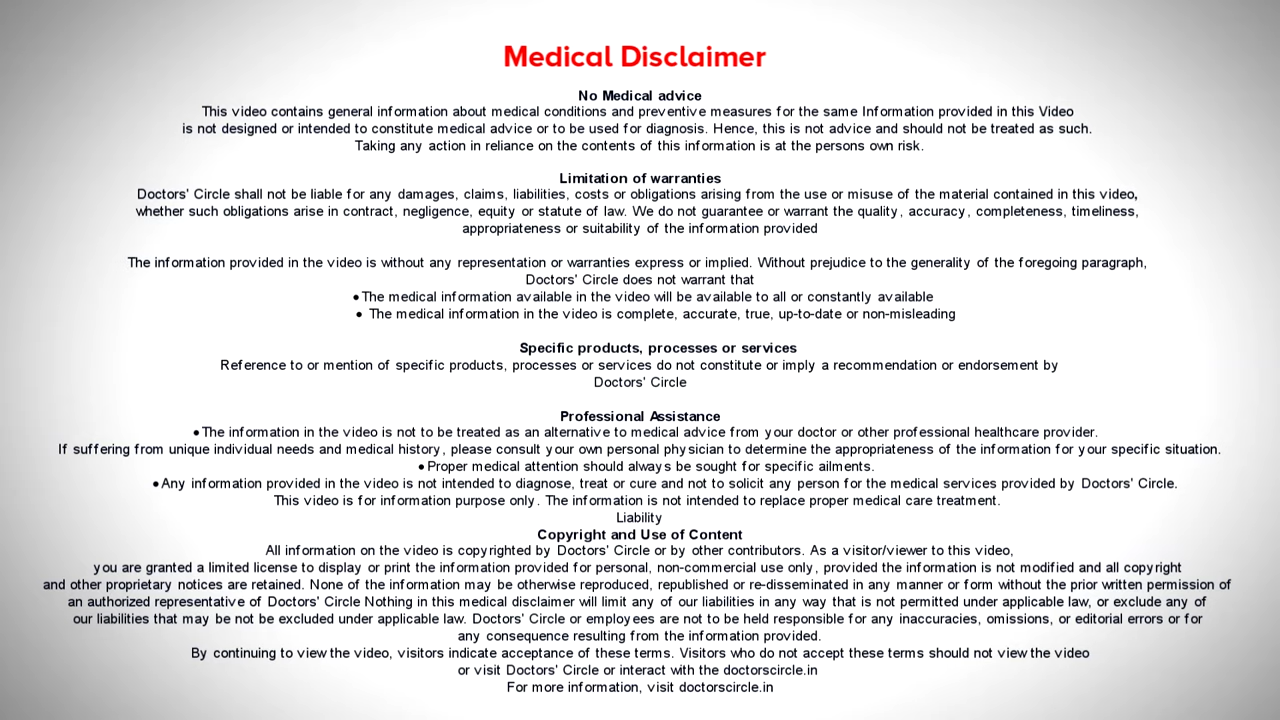 Medical Disclaimer
No Medical advice
This video contains general information about medical conditions and preventive measures for the same Information provided in this Video
is not designed or intended to constitute medical advice or to be used for diagnosis. Hence, this is not advice and should not be treated as such.
Taking any action in reliance on the contents of this information is at the persons own risk.
Limitation of warranties
Doctors' Circle shall not be liable for any damages, claims, liabilities, costs or obligations arising from the use or misuse of the material contained in this video,
whether such obligations arise in contract, negligence, equity or statute of law. We do not guarantee or warrant the quality, accuracy, completeness, timeliness,
appropriateness or suitability of the information provided
The information provided in the video is without any representation or warranties express or implied. Without prejudice to the generality of the foregoing paragraph,
Doctors' Circle does not warrant that
• The medical information available in the video will be available to all or constantly available
• The medical information in the video is complete, accurate, true, up-to-date or non-misleading
Specific products, processes or services
Reference to or mention of specific products, processes or services do not constitute or imply a recommendation or endorsement by
Doctors' Circle
Professional Assistance
• The information in the video is not to be treated as an alternative to medical advice from your doctor or other professional healthcare provider.
If suffering from unique individual needs and medical history, please consult your own personal physician to determine the appropriateness of the information for your specific situation.
• Proper medical attention should always be sought for specific ailments.
• Any information provided in the video is not intended to diagnose, treat or cure and not to solicit any person for the medical services provided by Doctors' Circle.
This video is for information purpose only. The information is not intended to replace proper medical care treatment.
Liability
Copyright and Use of Content
All information on the video is copyrighted by Doctors' Circle or by other contributors. As a visitor/viewer to this video,
you are granted a limited license to display or print the information provided for personal, non-commercial use only, provided the information is not modified and all copyright
and other proprietary notices are retained. None of the information may be otherwise reproduced, republished or re-disseminated in any manner or form without the prior written permission of
an authorized representative of Doctors' Circle Nothing in this medical disclaimer will limit any of our liabilities in any way that is not permitted under applicable law, or exclude any of
our liabilities that may be not be excluded under applicable law. Doctors' Circle or employees are not to be held responsible for any inaccuracies, omissions, or editorial errors or for
any consequence resulting from the information provided.
By continuing to view the video, visitors indicate acceptance of these terms. Visitors who do not accept these terms should not view the video
or visit Doctors' Circle or interact with the doctorscircle.in
For more information, visit doctorscircle.in